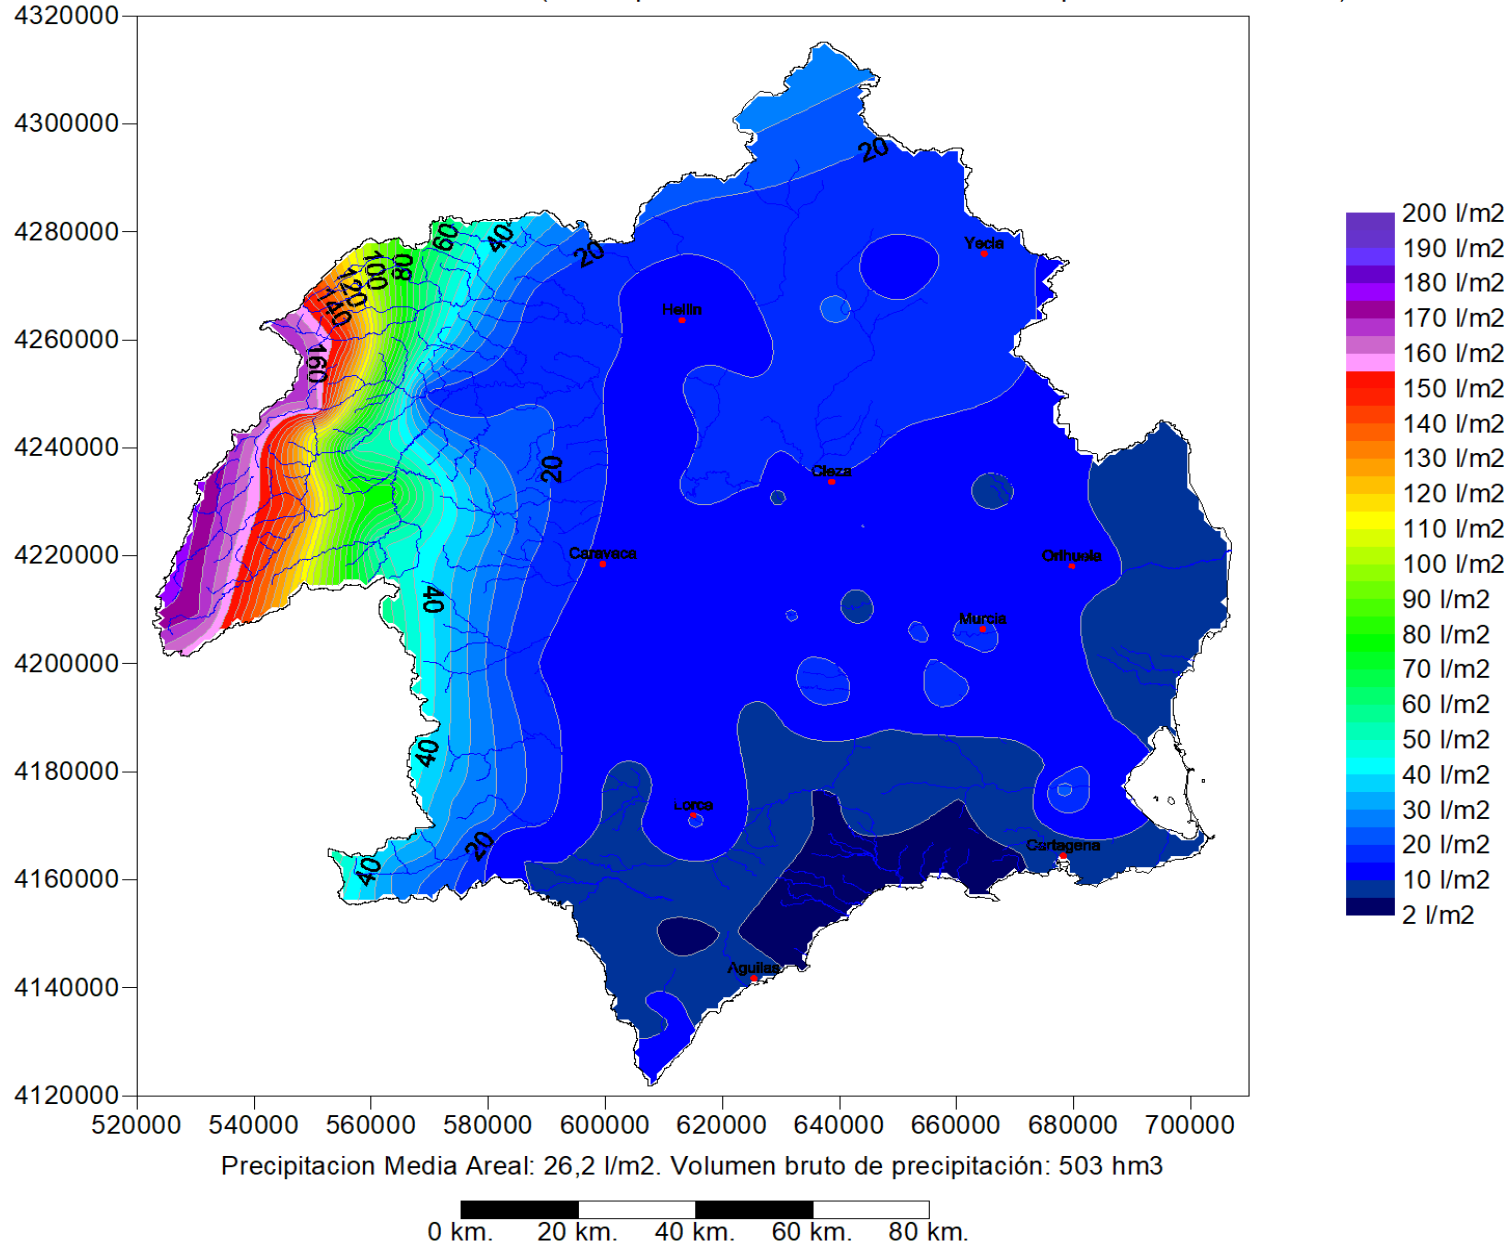 4320000
4300000
4280000
4260000
4240000
4220000
4200000
4180000
4160000
4140000
4120000
520000 540000 560000 580000 600000 620000 640000 660000 680000 700000
20
60
40
20
100
80
120
140
160
20
40
40
20
40
Yecla
Hellin
Cieza
Caravaca
Orihuela
Murcia
Lorca
Cartagena
Aguilas
200 l/m2
190 l/m2
180 l/m2
170 l/m2
160 l/m2
150 l/m2
140 l/m2
130 l/m2
120 l/m2
110 l/m2
100 l/m2
90 l/m2
80 l/m2
70 l/m2
60 l/m2
50 l/m2
40 l/m2
30 l/m2
20 l/m2
10 l/m2
2 l/m2
Precipitacion Media Areal: 26,2 l/m2. Volumen bruto de precipitación: 503 hm3
0 km. 20 km. 40 km. 60 km. 80 km.